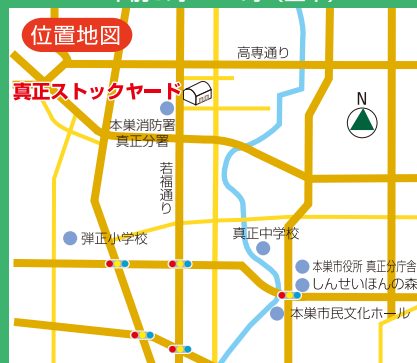 位置地図
高専通り
真正ストックヤード
N
本巣消防署
真正分署
若福通り
真正中学校
弾正小学校
本巣市役所 真正分庁舎
しんせいほんの森
本巣市民文化ホール